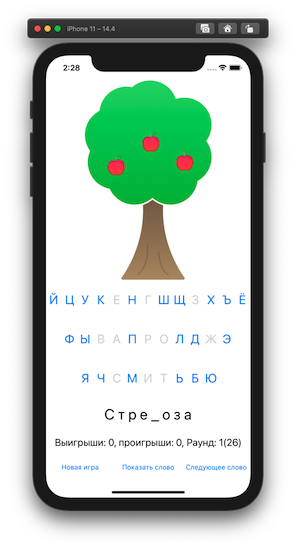 iPhone 11 – 14.4
2:28
Й Ц У К Е Н Г Ш Щ З Х Ъ Ё
Ф Ы В А П Р О Л Д Ж Э
Я Ч С М И Т Ь Б Ю
Стре_оза
Выигрыши: 0, проигрыши: 0, Раунд: 1(26)
Новая игра Показать слово Следующее слово